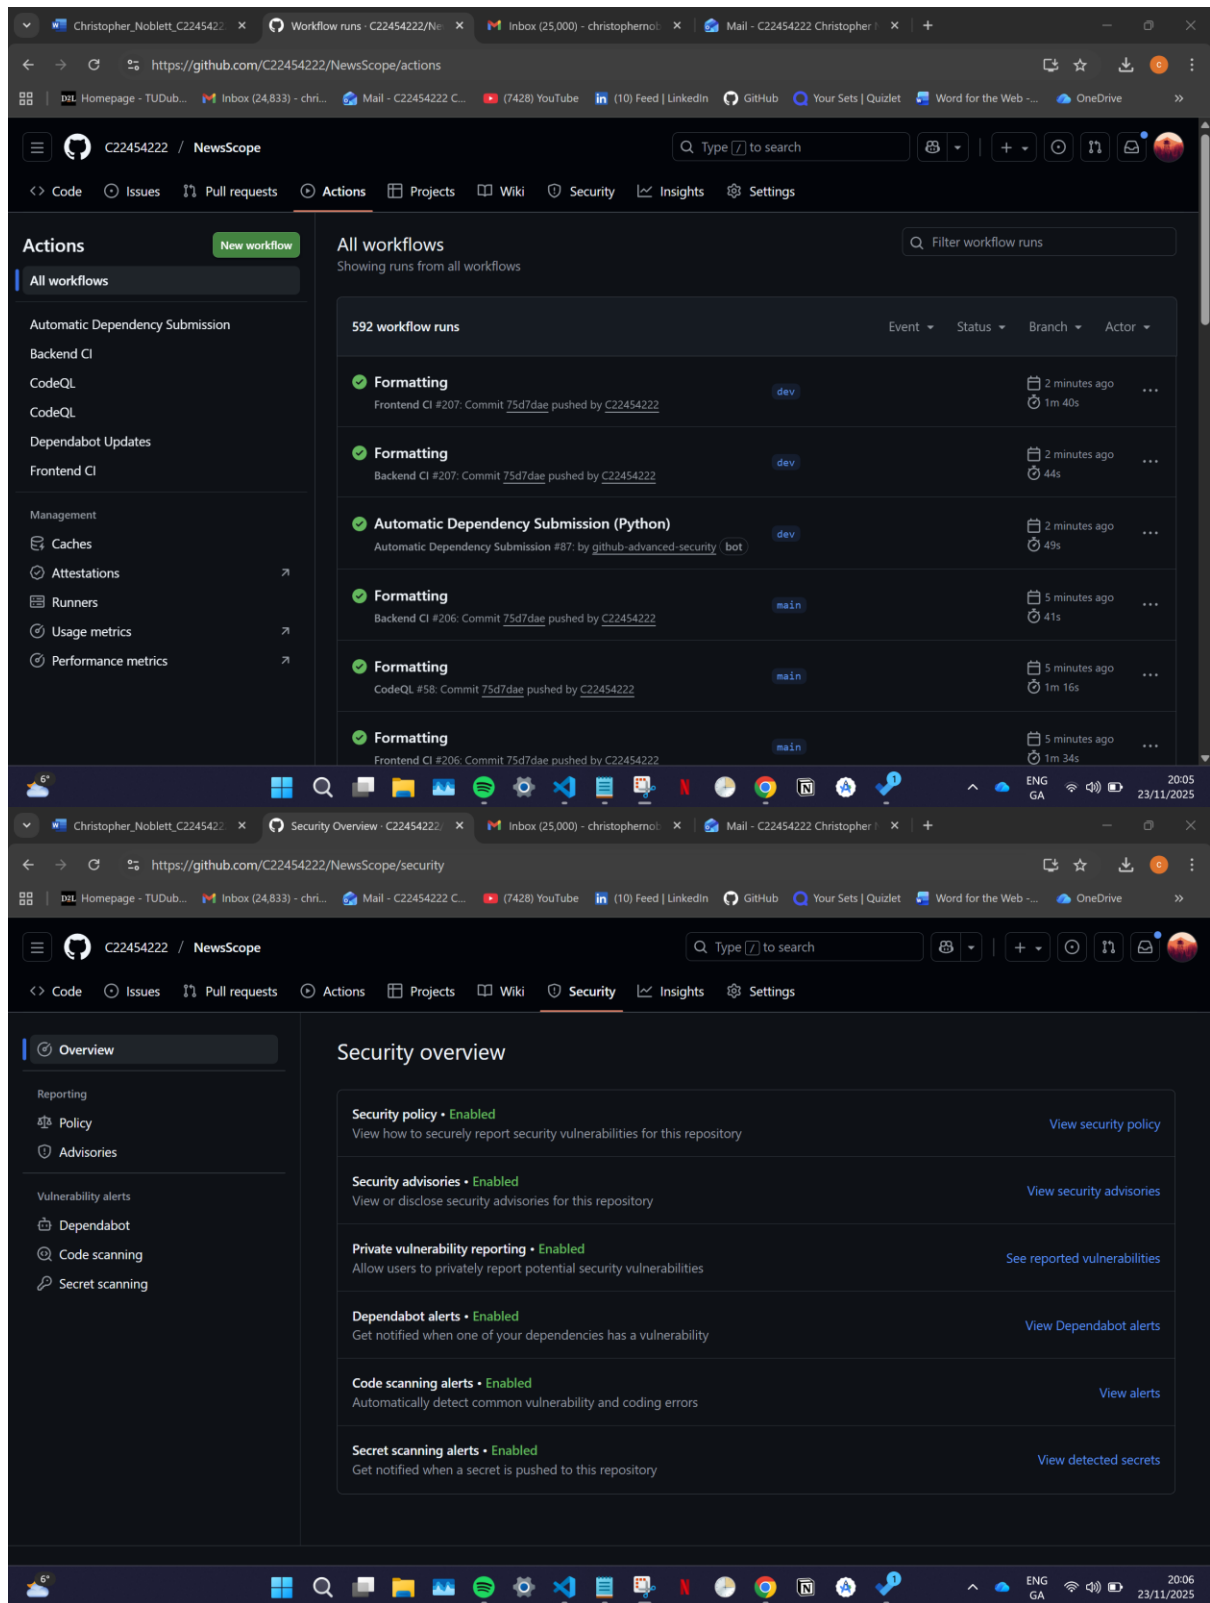 Christopher_Noblett_C22454222
Workflow runs · C22454222/Ne
Inbox (25,000) - christophernob
Mail - C22454222 Christopher
https://github.com/C22454222/NewsScope/actions
Homepage - TUDub...
Inbox (24,833) - chri...
Mail - C22454222 C...
(7428) YouTube
(10) Feed | LinkedIn
GitHub
Your Sets | Quizlet
Word for the Web -...
OneDrive
C22454222 / NewsScope
Type / to search
Code
Issues
Pull requests
Actions
Projects
Wiki
Security
Insights
Settings
Actions
New workflow
All workflows
Automatic Dependency Submission
Backend CI
CodeQL
CodeQL
Dependabot Updates
Frontend CI
Management
Caches
Attestations
Runners
Usage metrics
Performance metrics
All workflows
Showing runs from all workflows
Filter workflow runs
592 workflow runs
Event
Status
Branch
Actor
Formatting
Frontend CI #207: Commit 75d7dae pushed by C22454222
dev
2 minutes ago
1m 40s
Formatting
Backend CI #207: Commit 75d7dae pushed by C22454222
dev
2 minutes ago
44s
Automatic Dependency Submission (Python)
Automatic Dependency Submission #87: by github-advanced-security bot
dev
2 minutes ago
49s
Formatting
Backend CI #206: Commit 75d7dae pushed by C22454222
main
5 minutes ago
41s
Formatting
CodeQL #58: Commit 75d7dae pushed by C22454222
main
5 minutes ago
1m 16s
Formatting
Frontend CI #206: Commit 75d7dae pushed by C22454222
main
5 minutes ago
1m 34s
6°
1
ENG
GA
20:05
23/11/2025
Christopher_Noblett_C22454222
Security Overview · C22454222/
Inbox (25,000) - christophernob
Mail - C22454222 Christopher
https://github.com/C22454222/NewsScope/security
Homepage - TUDub...
Inbox (24,833) - chri...
Mail - C22454222 C...
(7428) YouTube
(10) Feed | LinkedIn
GitHub
Your Sets | Quizlet
Word for the Web -...
OneDrive
C22454222 / NewsScope
Type / to search
Code
Issues
Pull requests
Actions
Projects
Wiki
Security
Insights
Settings
Overview
Reporting
Policy
Advisories
Vulnerability alerts
Dependabot
Code scanning
Secret scanning
Security overview
Security policy • Enabled
View how to securely report security vulnerabilities for this repository
View security policy
Security advisories • Enabled
View or disclose security advisories for this repository
View security advisories
Private vulnerability reporting • Enabled
Allow users to privately report potential security vulnerabilities
See reported vulnerabilities
Dependabot alerts • Enabled
Get notified when one of your dependencies has a vulnerability
View Dependabot alerts
Code scanning alerts • Enabled
Automatically detect common vulnerability and coding errors
View alerts
Secret scanning alerts • Enabled
Get notified when a secret is pushed to this repository
View detected secrets
6°
1
ENG
GA
20:06
23/11/2025